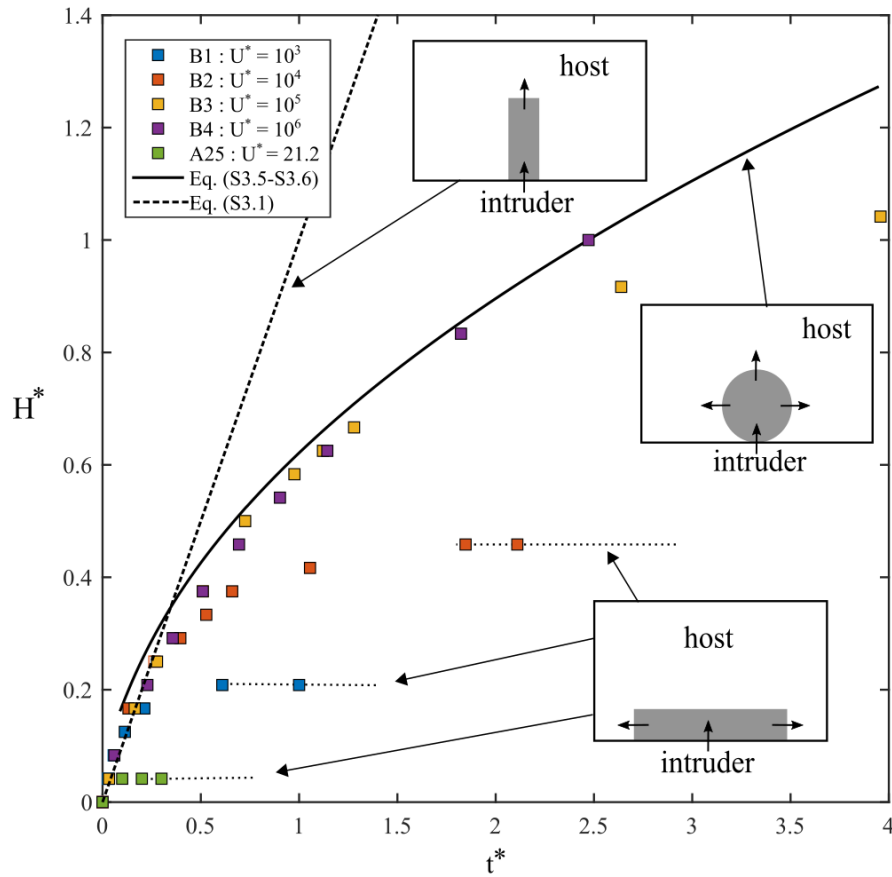 1.4
1.2
1
0.8
0.6
0.4
0.2
0
H*
B1 : U* = 10³
B2 : U* = 10⁴
B3 : U* = 10⁵
B4 : U* = 10⁶
A25 : U* = 21.2
Eq. (S3.5-S3.6)
Eq. (S3.1)
host
intruder
host
intruder
host
intruder
0 0.5 1 1.5 2 2.5 3 3.5 4
t*